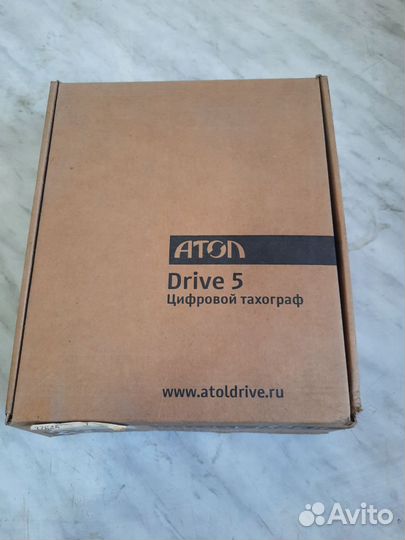 АТОЛ
Drive 5
Цифровой тахограф
www.atoldrive.ru
Avito